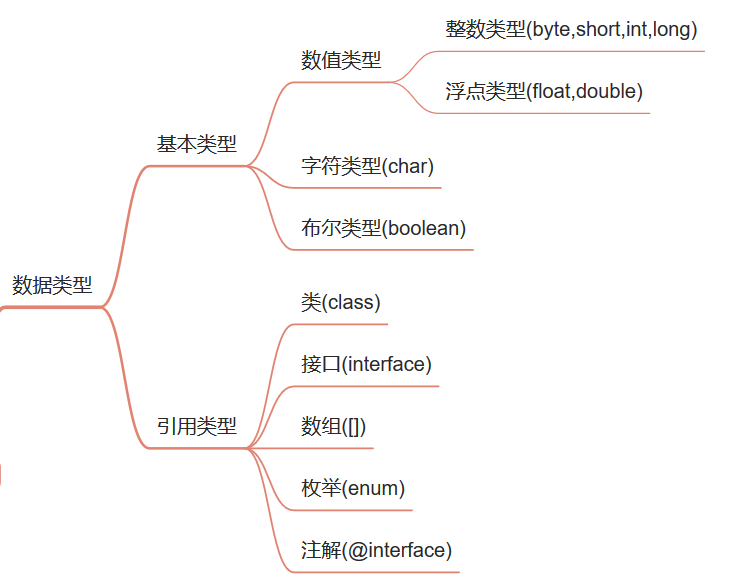 数据类型
基本类型
数值类型
整数类型(byte,short,int,long)
浮点类型(float,double)
字符类型(char)
布尔类型(boolean)
引用类型
类(class)
接口(interface)
数组([])
枚举(enum)
注解(@interface)